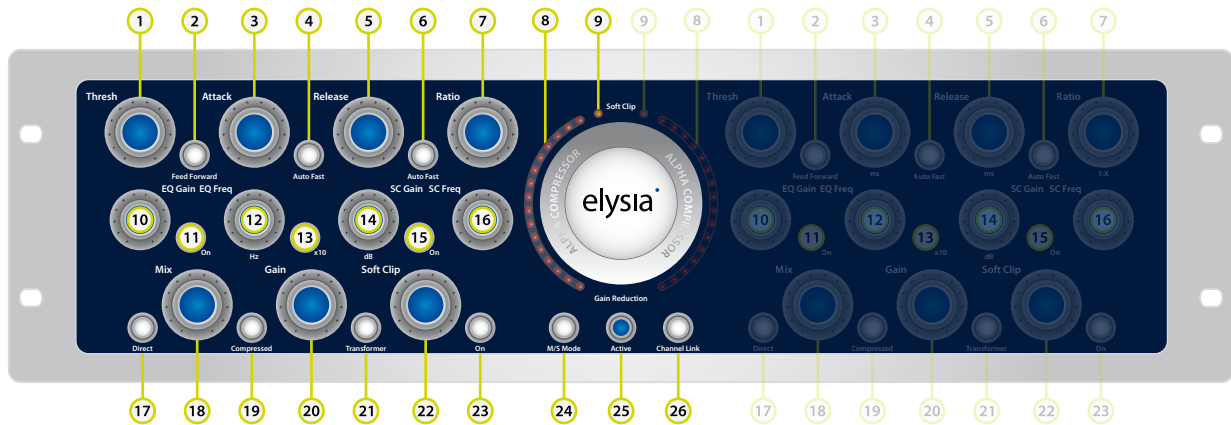 1 2 3 4 5 6 7 8 9 9 8 1 2 3 4 5 6 7
Thresh Attack Release Ratio Soft Clip Thresh Attack Release Ratio
Feed Forward Auto Fast Auto Fast Feed Forward ms Auto Fast ms Auto Fast 1:X
EQ Gain EQ Freq SC Gain SC Freq EQ Gain EQ Freq SC Gain SC Freq
ALPHA COMPRESSOR
elysia
ALPHA COMPRESSOR
10 11 12 13 14 15 16 10 11 12 13 14 15 16
On Hz x10 dB On On Hz x10 dB On
Mix Gain Soft Clip Gain Reduction Mix Gain Soft Clip
Direct Compressed Transformer On M/S Mode Active Channel Link Direct Compressed Transformer On
17 18 19 20 21 22 23 24 25 26 17 18 19 20 21 22 23